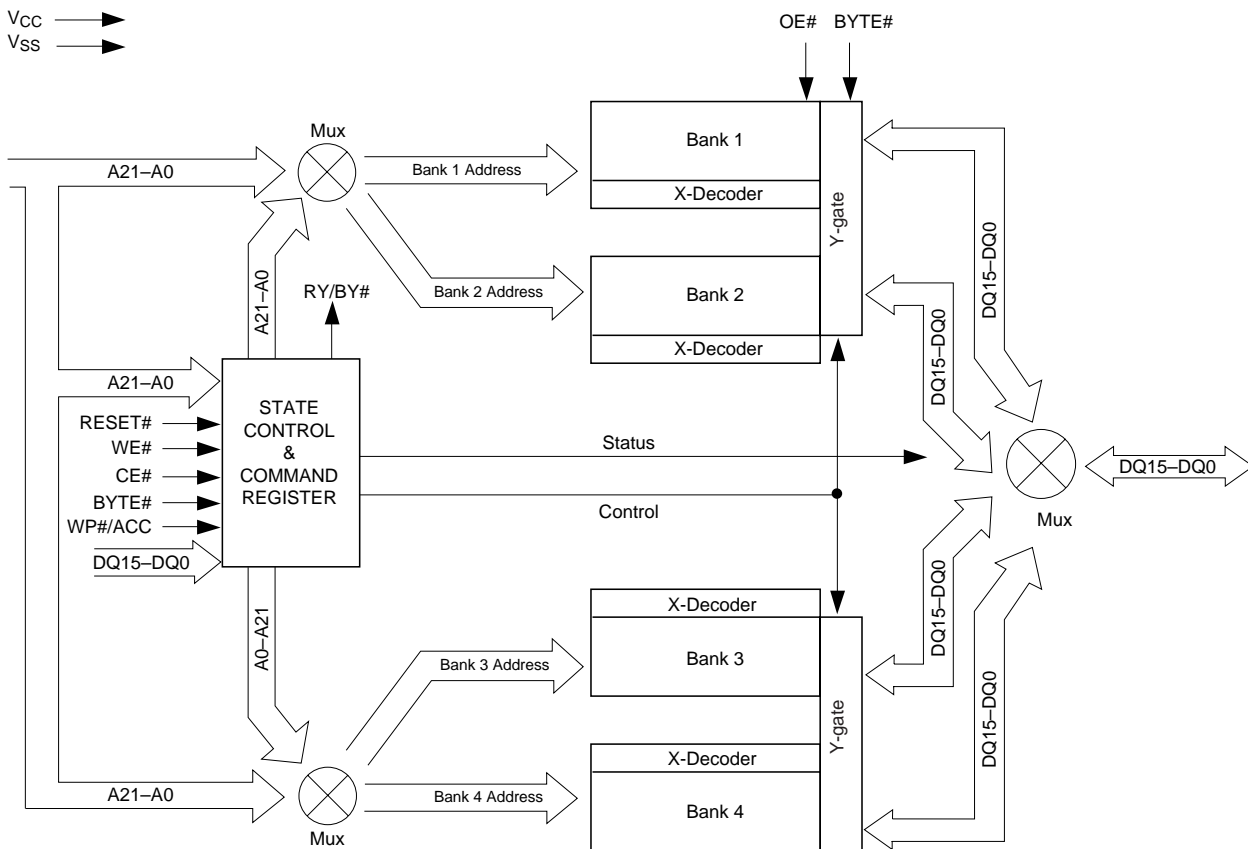 VCC
VSS
OE# BYTE#
Mux
A21–A0
Bank 1 Address
Bank 1
X-Decoder
Y-gate
DQ15–DQ0
A21–A0
RY/BY#
Bank 2 Address
Bank 2
X-Decoder
DQ15–DQ0
A21–A0
RESET#
WE#
CE#
BYTE#
WP#/ACC
DQ15–DQ0
STATE
CONTROL
&
COMMAND
REGISTER
Status
Control
DQ15–DQ0
Mux
A0–A21
X-Decoder
Bank 3 Address
Bank 3
Y-gate
DQ15–DQ0
DQ15–DQ0
X-Decoder
A21–A0
Bank 4 Address
Bank 4
Mux